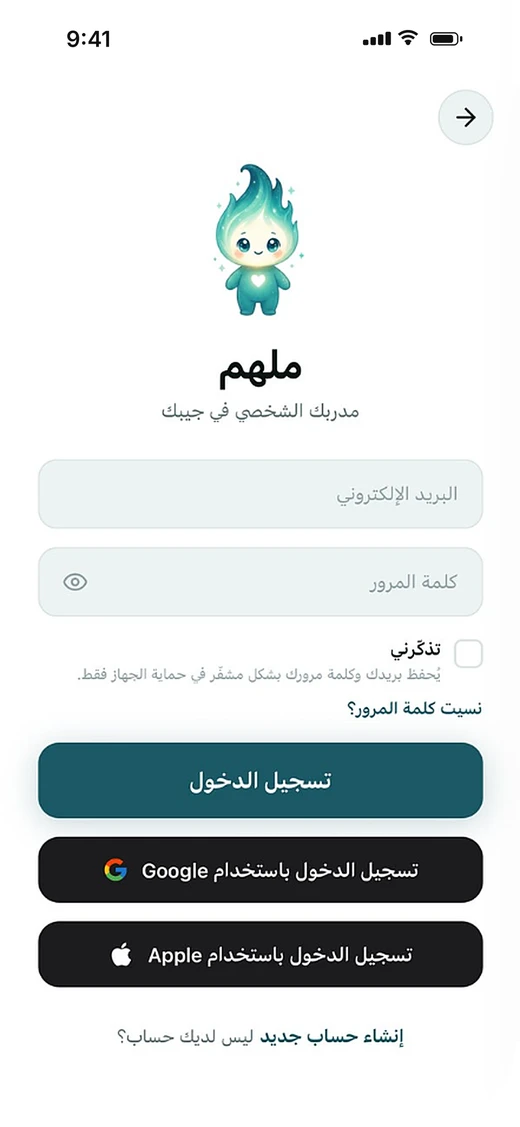 9:41
ملهم
مدربك الشخصي في جيبك
البريد الإلكتروني
كلمة المرور
تذكّرني
يُحفظ بريدك وكلمة مرورك بشكل مشفّر في حماية الجهاز فقط.
نسيت كلمة المرور؟
تسجيل الدخول
تسجيل الدخول باستخدام Google
تسجيل الدخول باستخدام Apple
إنشاء حساب جديد ليس لديك حساب؟